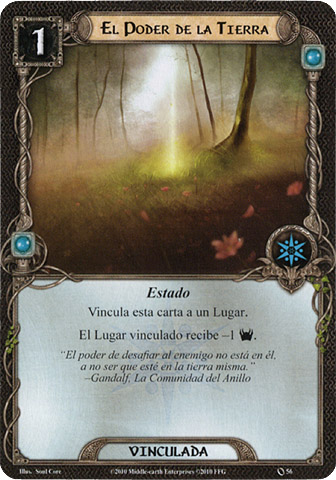 1
El Poder de la Tierra
Estado
Vincula esta carta a un Lugar.
El Lugar vinculado recibe –1 .
“El poder de desafiar al enemigo no está en él,
a no ser que esté en la tierra misma.”
–Gandalf, La Comunidad del Anillo
VINCULADA
Illus. Soul Core ©2010 Middle-earth Enterprises ©2010 FFG 56